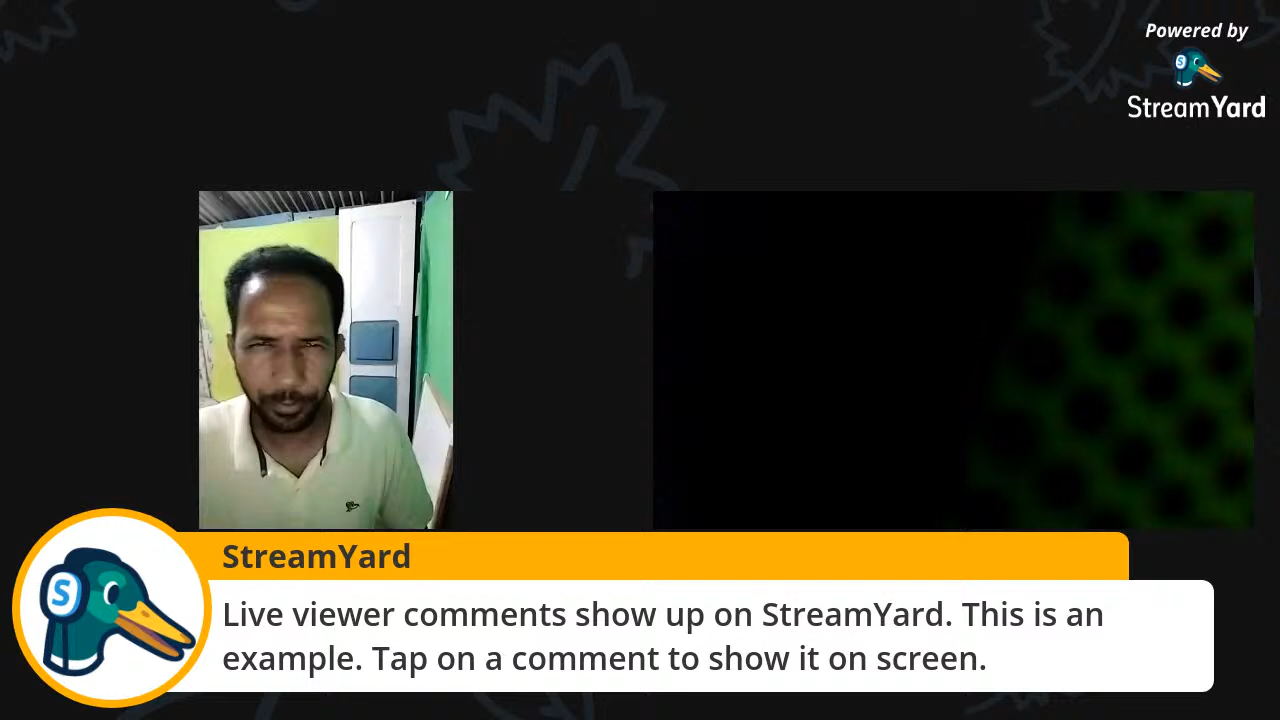 Powered by
S
StreamYard
StreamYard
S
Live viewer comments show up on StreamYard. This is an
example. Tap on a comment to show it on screen.